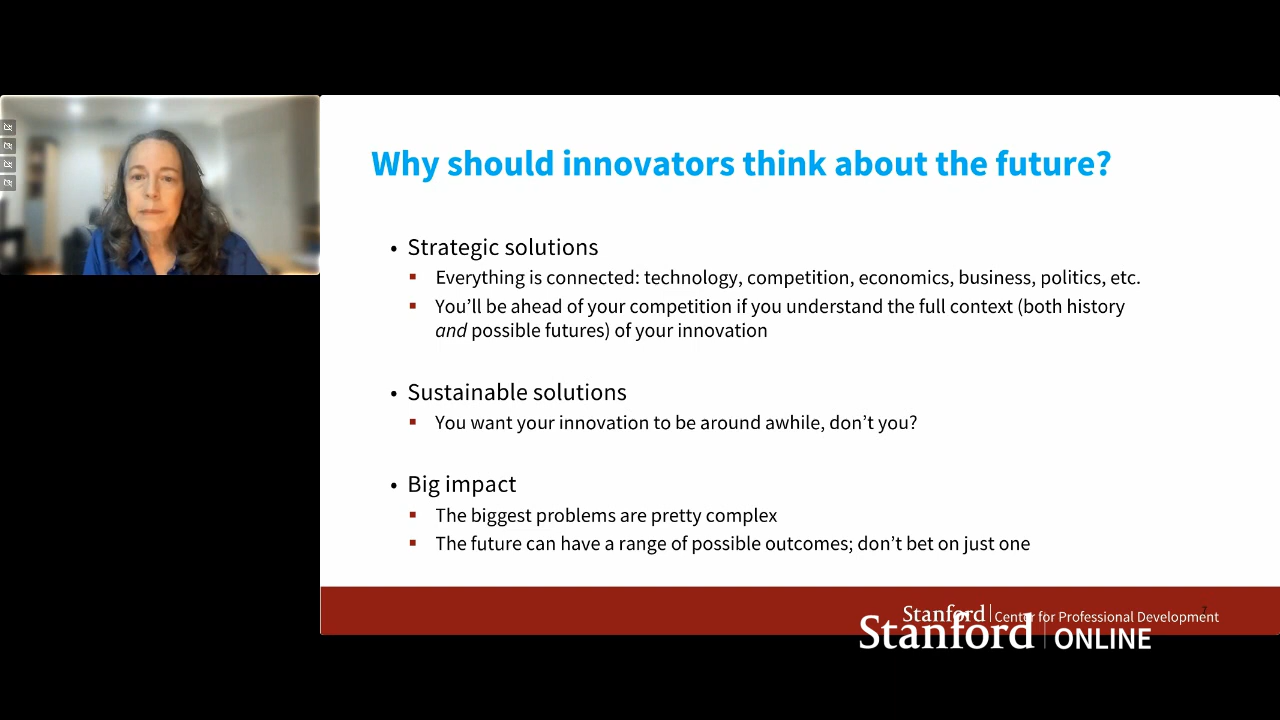 Why should innovators think about the future?
• Strategic solutions
▪ Everything is connected: technology, competition, economics, business, politics, etc.
▪ You’ll be ahead of your competition if you understand the full context (both history
and possible futures) of your innovation
• Sustainable solutions
▪ You want your innovation to be around awhile, don’t you?
• Big impact
▪ The biggest problems are pretty complex
▪ The future can have a range of possible outcomes; don’t bet on just one
7
Stanford | Center for Professional Development
Stanford | ONLINE